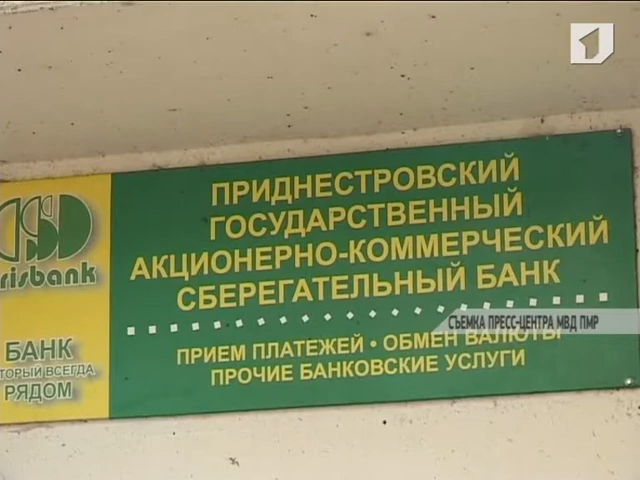 1
ПРИДНЕСТРОВСКИЙ
ГОСУДАРСТВЕННЫЙ
АКЦИОНЕРНО-КОММЕРЧЕСКИЙ
СБЕРЕГАТЕЛЬНЫЙ БАНК
ПРИЕМ ПЛАТЕЖЕЙ • ОБМЕН ВАЛЮТЫ
ПРОЧИЕ БАНКОВСКИЕ УСЛУГИ
risbank
БАНК
ТОРЫЙ ВСЕГДА
РЯДОМ
СЪЕМКА ПРЕСС-ЦЕНТРА МВД ПМР